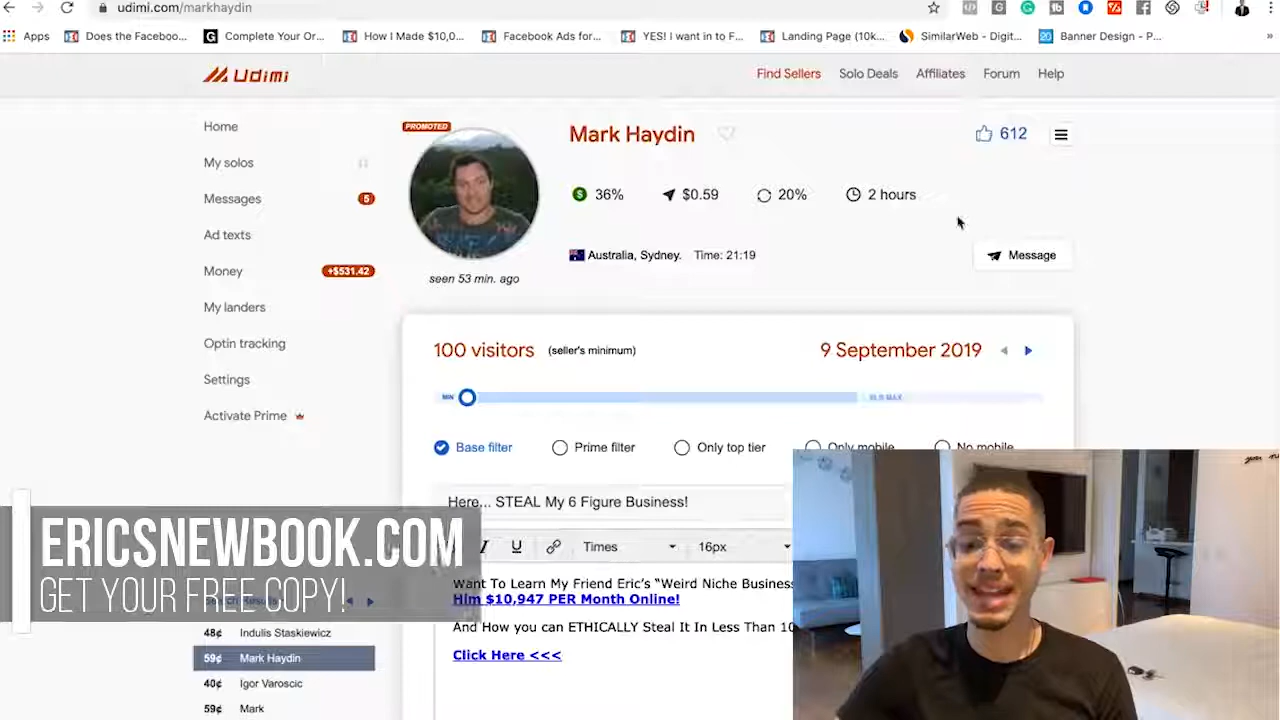 udimi.com/markhaydin
Apps Does the Faceboo... Complete Your Or... How I Made $10,0... Facebook Ads for... YES! I want in to F... Landing Page (10k... SimilarWeb - Digit... Banner Design - P... »
Udimi Find Sellers Solo Deals Affiliates Forum Help
Home
My solos
Messages 5
Ad texts
Money +$531.42
My landers
Optin tracking
Settings
Activate Prime
PROMOTED
Mark Haydin 612
36% $0.59 20% 2 hours
Australia, Sydney. Time: 21:19 Message
seen 53 min. ago
100 visitors (seller's minimum) 9 September 2019
MIN MAX
Base filter Prime filter Only top tier Only mobile No mobile
Here... STEAL My 6 Figure Business!
I U Times 16px
Want To Learn My Friend Eric's "Weird Niche Business
Him $10,947 PER Month Online!
And How you can ETHICALLY Steal It In Less Than 10
Click Here <<<
ERICSNEWBOOK.COM
GET YOUR FREE COPY!
48¢ Indulis Staskiewicz
59¢ Mark Haydin
40¢ Igor Varoscic
59¢ Mark